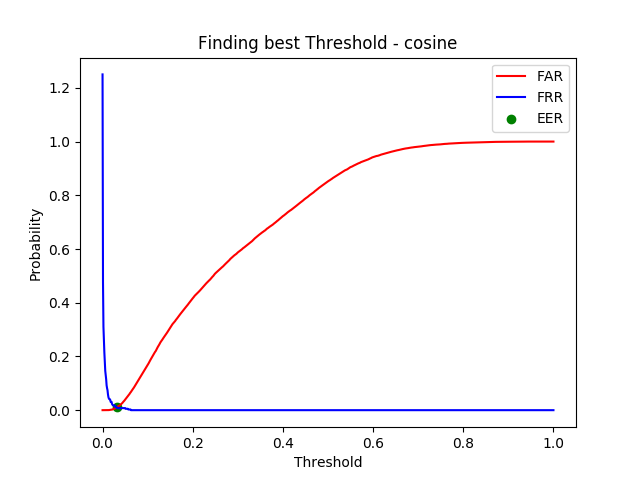 Finding best Threshold - cosine
FAR
FRR
EER
Probability
1.2
1.0
0.8
0.6
0.4
0.2
0.0
0.0 0.2 0.4 0.6 0.8 1.0
Threshold